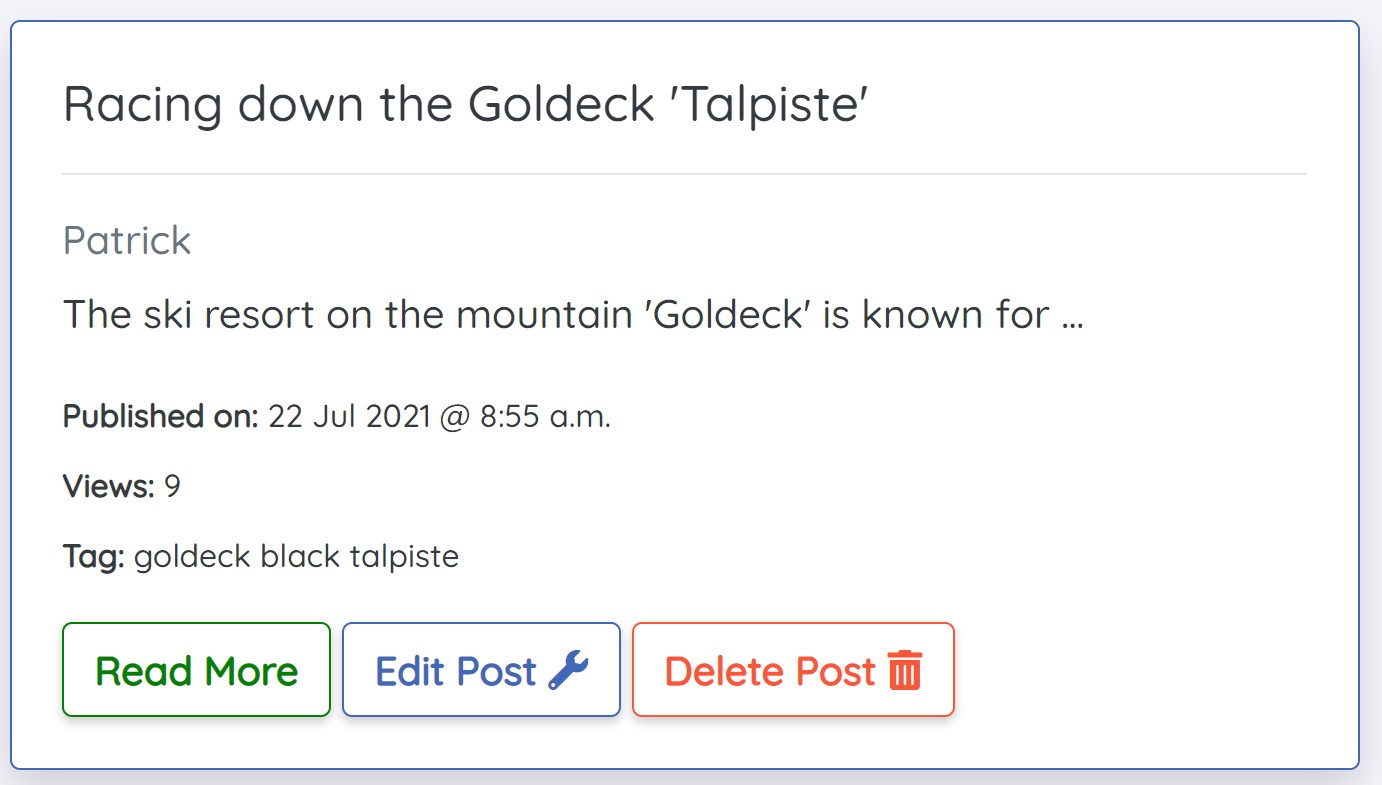 Racing down the Goldeck 'Talpiste'
Patrick
The ski resort on the mountain 'Goldeck' is known for ...
Published on: 22 Jul 2021 @ 8:55 a.m.
Views: 9
Tag: goldeck black talpiste
Read More Edit Post Delete Post